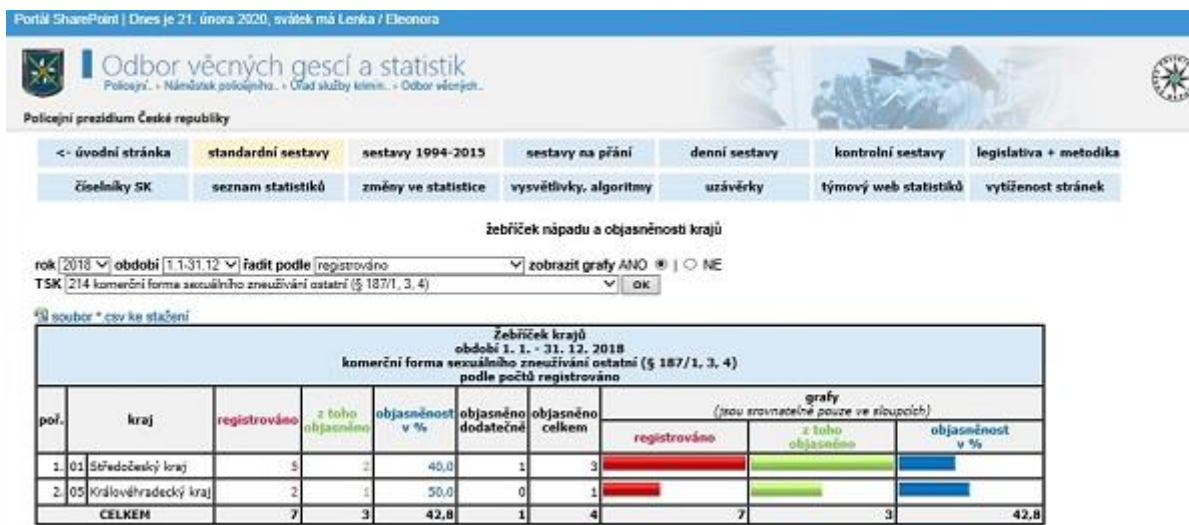 Portál SharePoint | Dnes je 21. února 2020, svátek má Lenka / Eleonora
Odbor věcných gescí a statistik
Policejní.. » Náměstek policejního.. » Úřad služby krimin.. » Odbor věcných..
Policejní prezidium České republiky
<- úvodní stránka standardní sestavy sestavy 1994-2015 sestavy na přání denní sestavy kontrolní sestavy legislativa + metodika
číselníky SK seznam statistiků změny ve statistice vysvětlivky, algoritmy uzávěrky týmový web statistiků vytíženost stránek
žebříček nápadu a objasněnosti krajů
rok 2018 období 1.1-31.12 řadit podle registrováno zobrazit grafy ANO | NE
TSK 214 komerční forma sexuálního zneužívání ostatní (§ 187/1, 3, 4) OK
soubor *.csv ke stažení
Žebříček krajů
období 1. 1. - 31. 12. 2018
komerční forma sexuálního zneužívání ostatní (§ 187/1, 3, 4)
podle počtů registrováno
poř. kraj registrováno z toho objasněno objasněnost v % objasněno dodatečně objasněno celkem grafy
(jsou srovnatelné pouze ve sloupcích)
registrováno z toho objasněno objasněnost v %
1. 01 Středočeský kraj 5 2 40,0 1 3
2. 05 Královéhradecký kraj 2 1 50,0 0 1
CELKEM 7 3 42,8 1 4 7 3 42,8